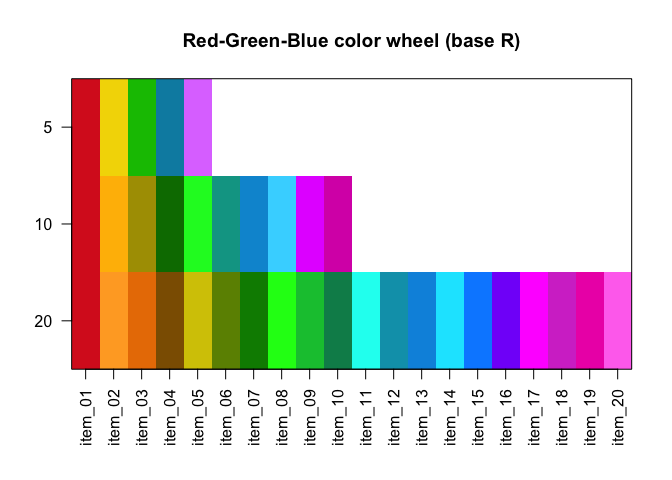 Red-Green-Blue color wheel (base R)
5
10
20
item_01
item_02
item_03
item_04
item_05
item_06
item_07
item_08
item_09
item_10
item_11
item_12
item_13
item_14
item_15
item_16
item_17
item_18
item_19
item_20